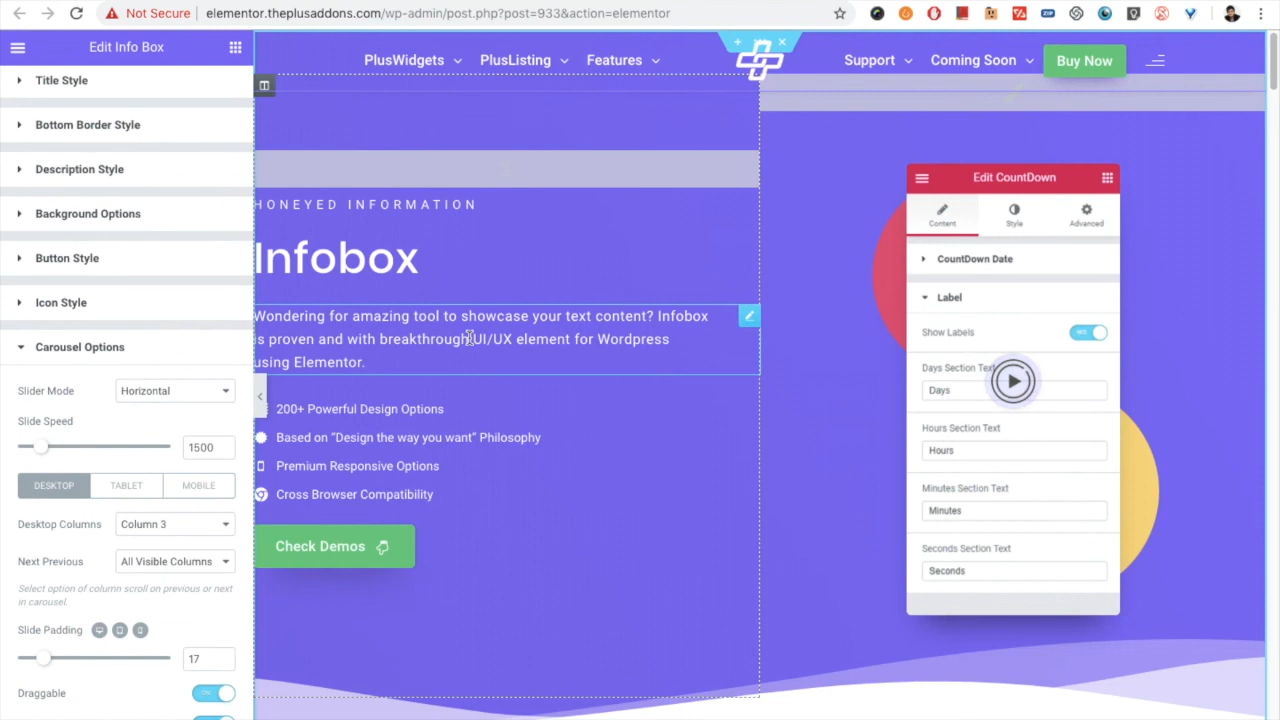 Not Secure
elementor.theplusaddons.com/wp-admin/post.php?post=933&action=elementor
Edit Info Box
Title Style
Bottom Border Style
Description Style
Background Options
Button Style
Icon Style
Carousel Options
Slider Mode
Horizontal
Slide Speed
1500
DESKTOP
TABLET
MOBILE
Desktop Columns
Column 3
Next Previous
All Visible Columns
Select option of column scroll on previous or next
in carousel.
Slide Padding
17
Draggable
ON
PlusWidgets
PlusListing
Features
Support
Coming Soon
Buy Now
HONEYED INFORMATION
Infobox
Wondering for amazing tool to showcase your text content? Infobox
is proven and with breakthrough UI/UX element for Wordpress
using Elementor.
200+ Powerful Design Options
Based on “Design the way you want” Philosophy
Premium Responsive Options
Cross Browser Compatibility
Check Demos
Edit CountDown
Content
Style
Advanced
CountDown Date
Label
Show Labels
Days Section Text
Days
Hours Section Text
Hours
Minutes Section Text
Minutes
Seconds Section Text
Seconds